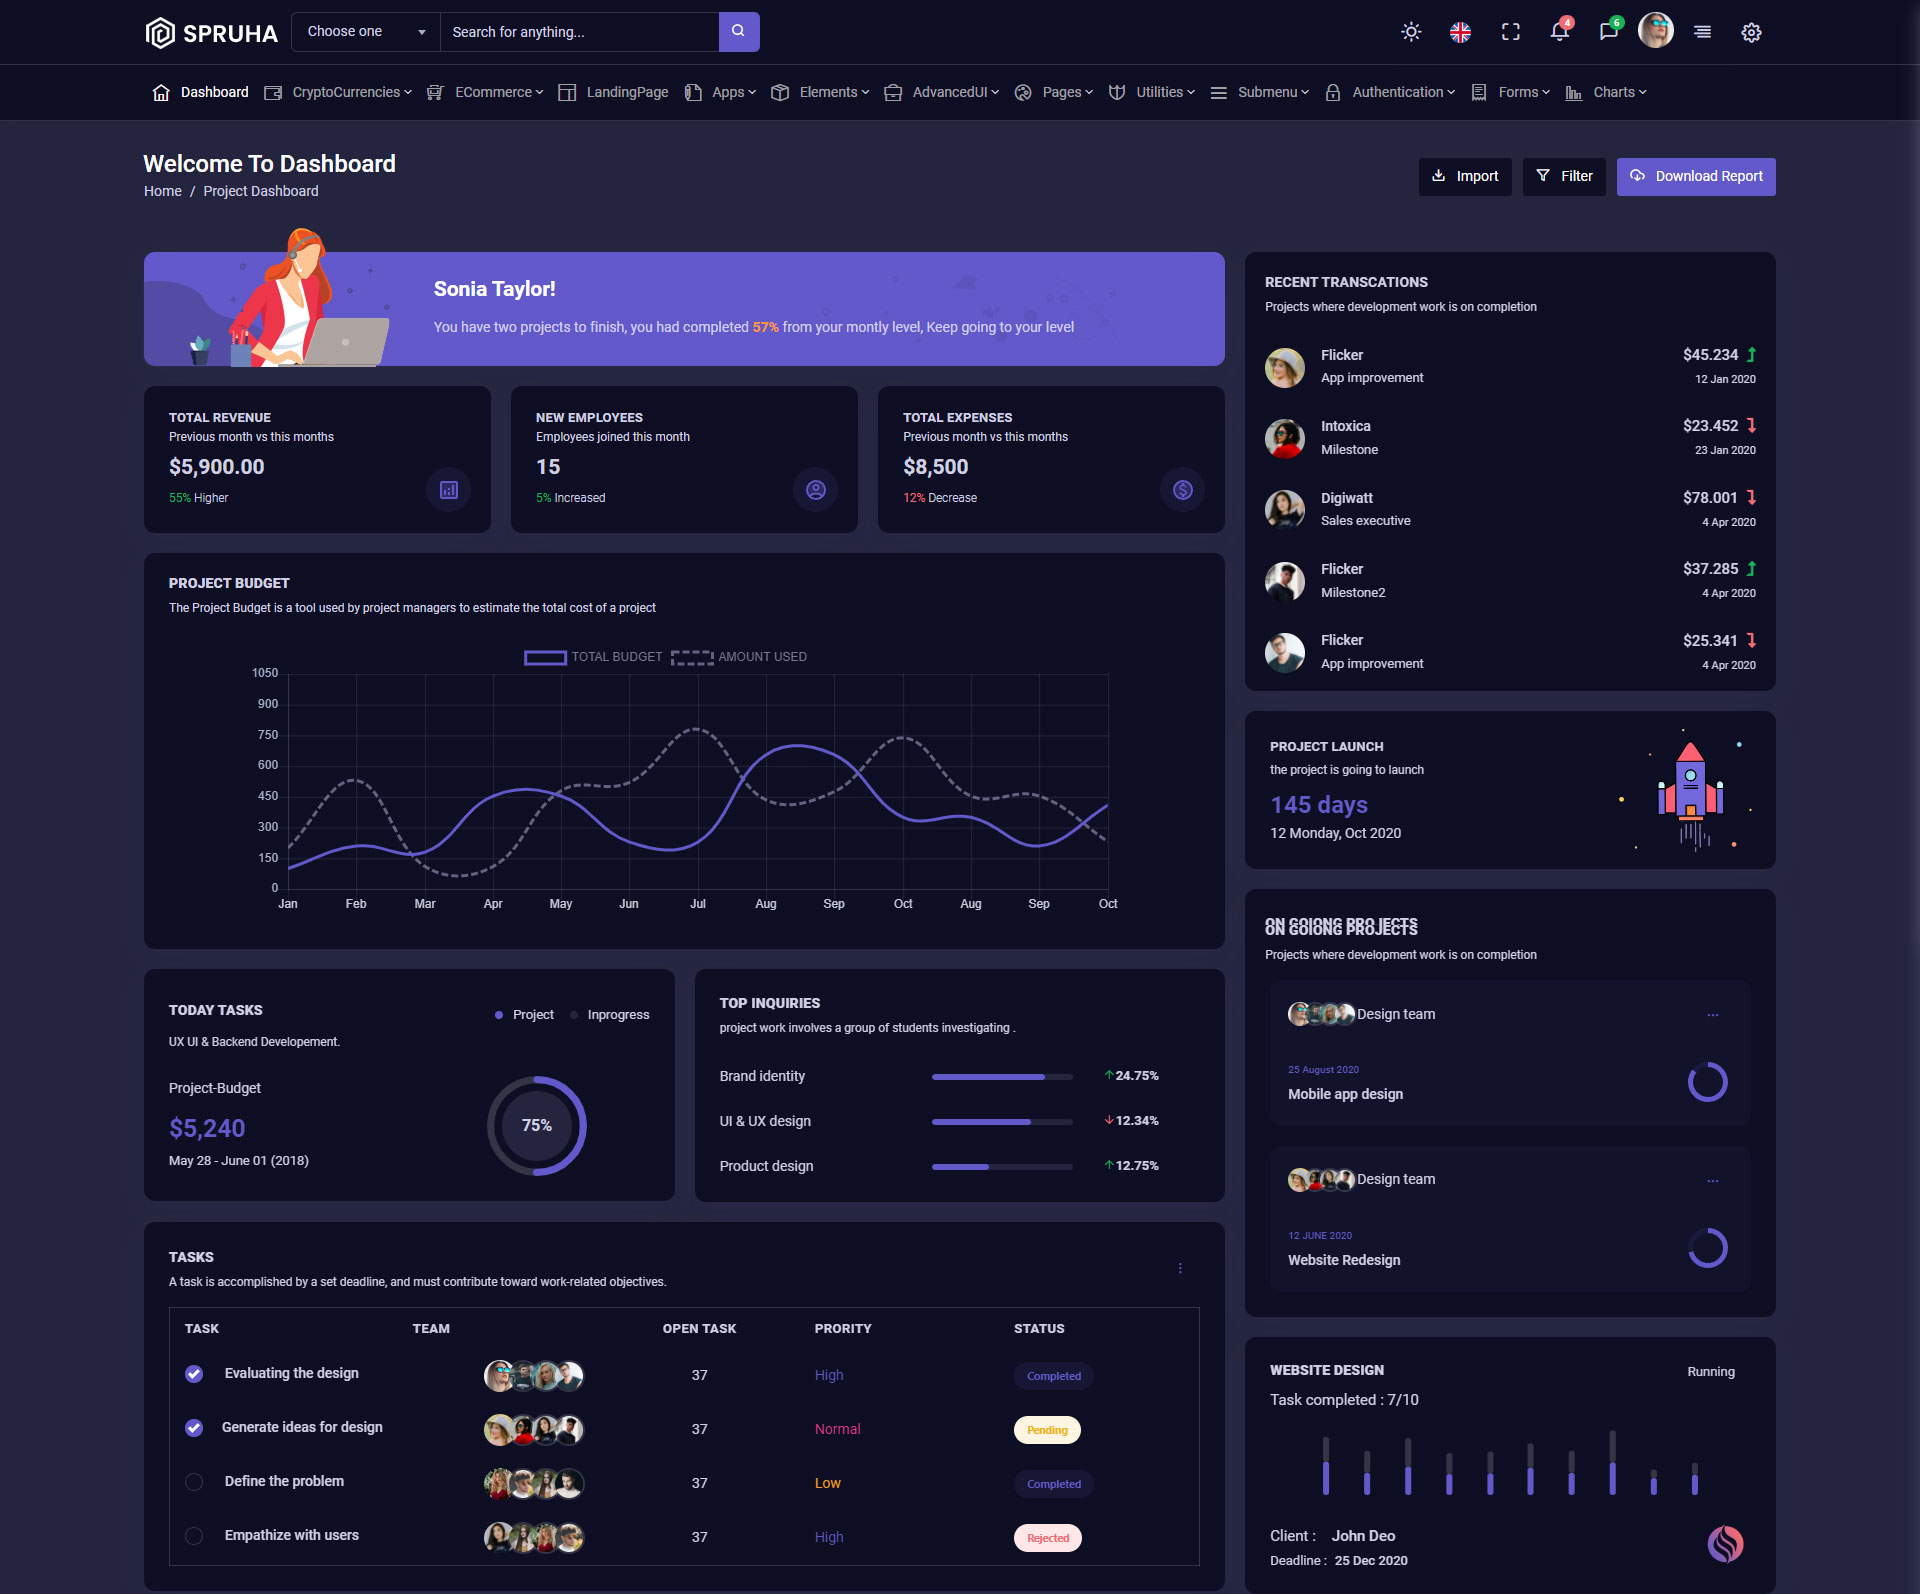 SPRUHA
Choose one
Search for anything...
4
6
Dashboard
CryptoCurrencies
ECommerce
LandingPage
Apps
Elements
AdvancedUI
Pages
Utilities
Submenu
Authentication
Forms
Charts
Welcome To Dashboard
Home / Project Dashboard
Import
Filter
Download Report
Sonia Taylor!
You have two projects to finish, you had completed 57% from your montly level, Keep going to your level
TOTAL REVENUE
Previous month vs this months
$5,900.00
55% Higher
NEW EMPLOYEES
Employees joined this month
15
5% Increased
TOTAL EXPENSES
Previous month vs this months
$8,500
12% Decrease
PROJECT BUDGET
The Project Budget is a tool used by project managers to estimate the total cost of a project
TOTAL BUDGET
AMOUNT USED
1050
900
750
600
450
300
150
0
Jan Feb Mar Apr May Jun Jul Aug Sep Oct Aug Sep Oct
TODAY TASKS
Project
Inprogress
UX UI & Backend Developement.
Project-Budget
$5,240
May 28 - June 01 (2018)
75%
TOP INQUIRIES
project work involves a group of students investigating .
Brand identity 24.75%
UI & UX design 12.34%
Product design 12.75%
TASKS
A task is accomplished by a set deadline, and must contribute toward work-related objectives.
TASK TEAM OPEN TASK PRORITY STATUS
Evaluating the design 37 High Completed
Generate ideas for design 37 Normal Pending
Define the problem 37 Low Completed
Empathize with users 37 High Rejected
RECENT TRANSCATIONS
Projects where development work is on completion
Flicker $45.234
App improvement 12 Jan 2020
Intoxica $23.452
Milestone 23 Jan 2020
Digiwatt $78.001
Sales executive 4 Apr 2020
Flicker $37.285
Milestone2 4 Apr 2020
Flicker $25.341
App improvement 4 Apr 2020
PROJECT LAUNCH
the project is going to launch
145 days
12 Monday, Oct 2020
ON GOIONG PROJECTS
ON GOIONG PROJECTS
Projects where development work is on completion
Design team
25 August 2020
Mobile app design
Design team
12 JUNE 2020
Website Redesign
WEBSITE DESIGN
Running
Task completed : 7/10
Client : John Deo
Deadline : 25 Dec 2020